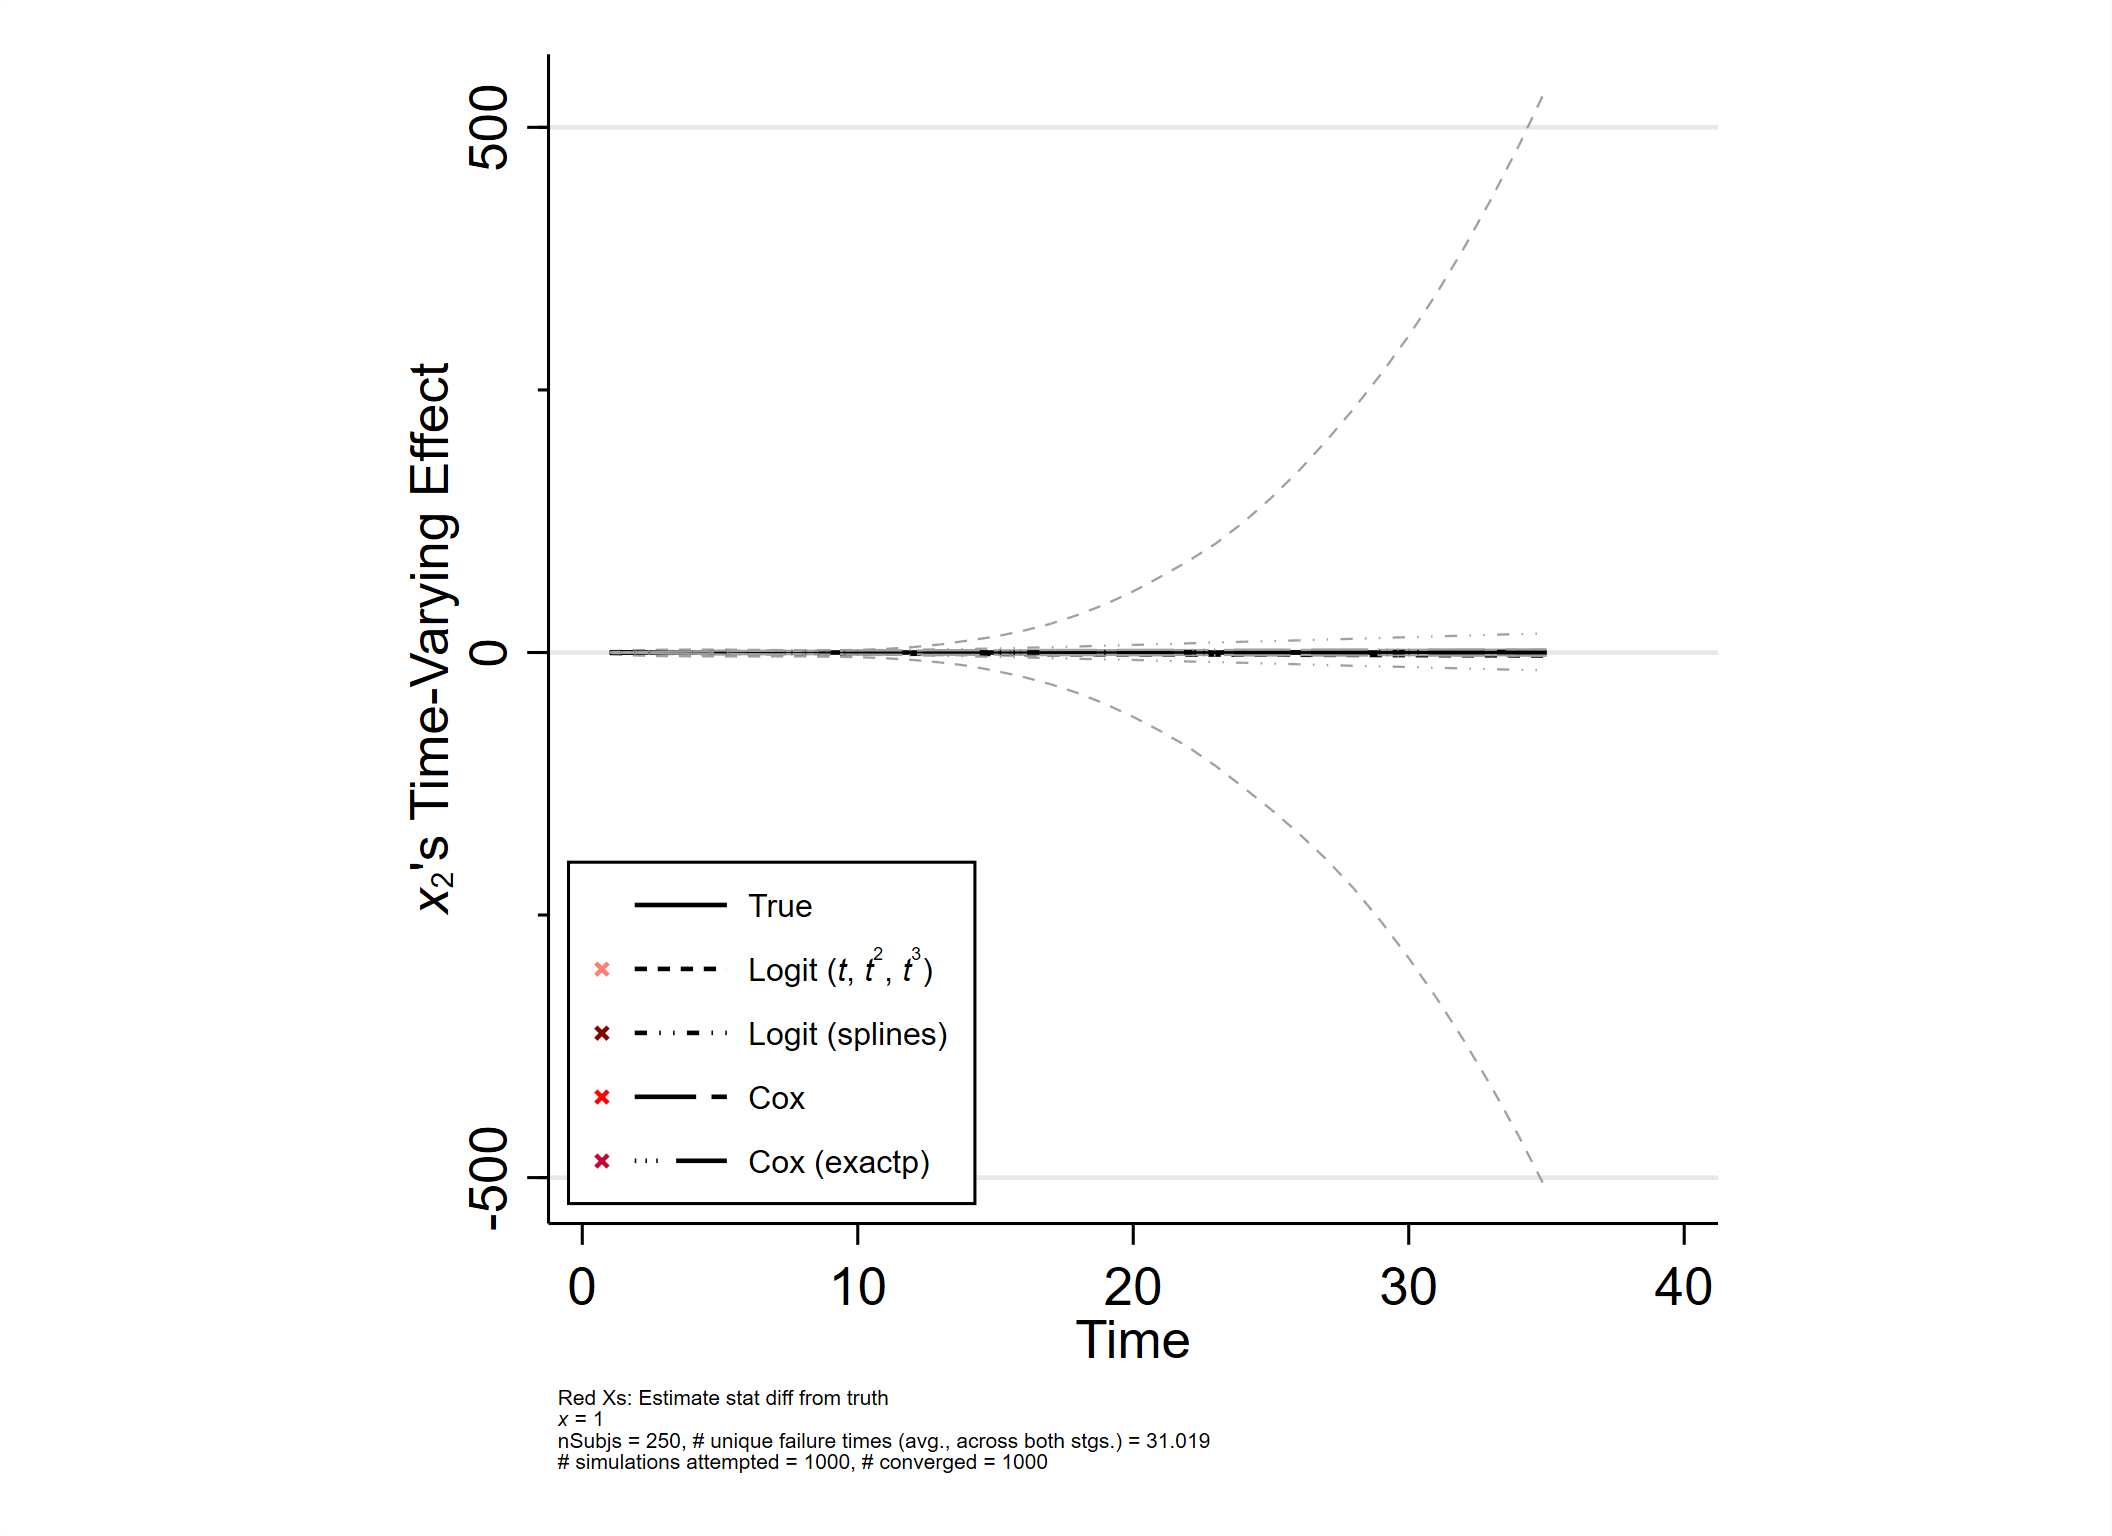 500
0
-500
x₂'s Time-Varying Effect
True
Logit (t, t², t³)
Logit (splines)
Cox
Cox (exactp)
0 10 20 30 40
Time
Red Xs: Estimate stat diff from truth
x = 1
nSubjs = 250, # unique failure times (avg., across both stgs.) = 31.019
# simulations attempted = 1000, # converged = 1000